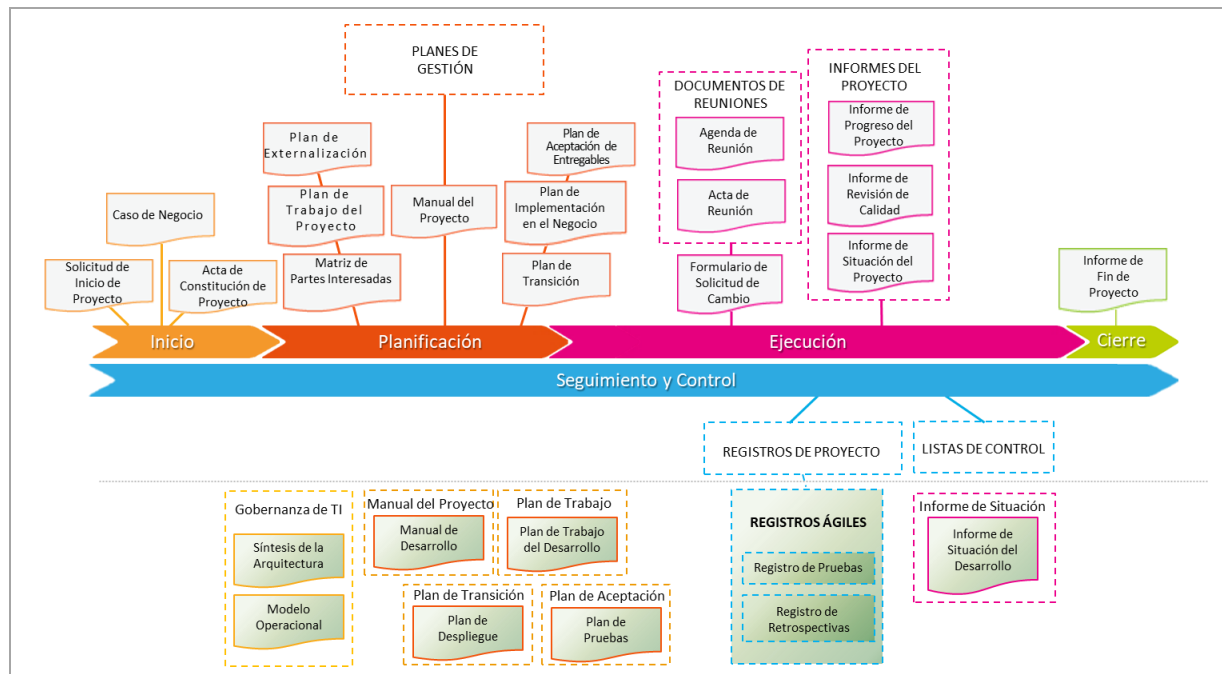 PLANES DE
GESTIÓN
INFORMES DEL
PROYECTO
DOCUMENTOS DE
REUNIONES
Informe de
Progreso del
Proyecto
Plan de
Externalización
Plan de
Aceptación de
Entregables
Agenda de
Reunión
Informe de
Revisión de
Calidad
Caso de Negocio
Plan de
Trabajo del
Proyecto
Manual del
Proyecto
Plan de
Implementación
en el Negocio
Acta de
Reunión
Solicitud de
Inicio de
Proyecto
Acta de
Constitución de
Proyecto
Matriz de
Partes Interesadas
Plan de
Transición
Formulario de
Solicitud de
Cambio
Informe de
Situación del
Proyecto
Informe de
Fin de
Proyecto
Inicio
Planificación
Ejecución
Cierre
Seguimiento y Control
REGISTROS DE PROYECTO
LISTAS DE CONTROL
Gobernanza de TI
Síntesis de la
Arquitectura
Modelo
Operacional
Manual del Proyecto
Manual de
Desarrollo
Plan de Trabajo
Plan de Trabajo
del Desarrollo
Plan de Transición
Plan de
Despliegue
Plan de Aceptación
Plan de
Pruebas
REGISTROS ÁGILES
Registro de Pruebas
Registro de
Retrospectivas
Informe de Situación
Informe de
Situación del
Desarrollo